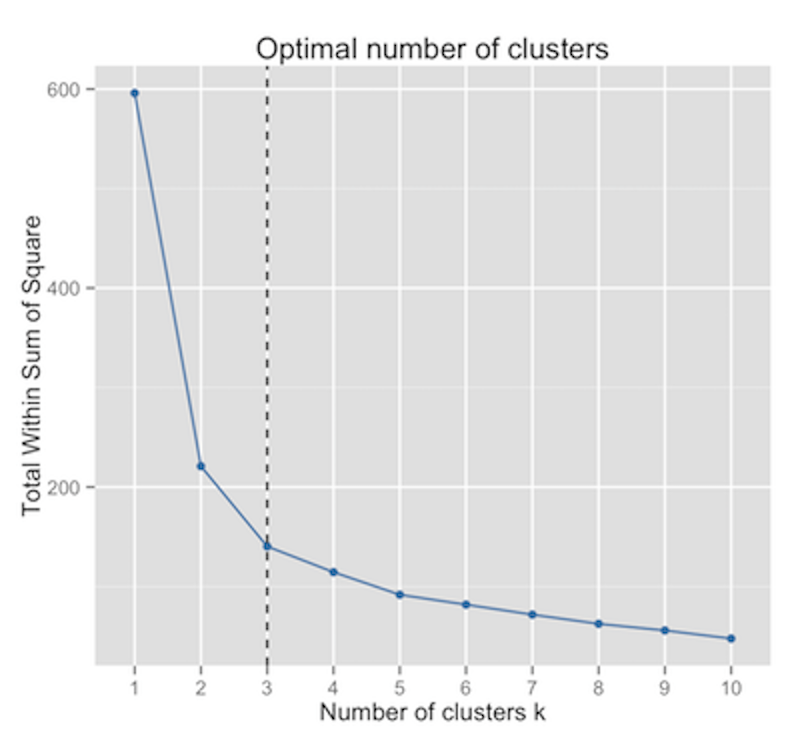 Optimal number of clusters
600
400
200
Total Within Sum of Square
1 2 3 4 5 6 7 8 9 10
Number of clusters k